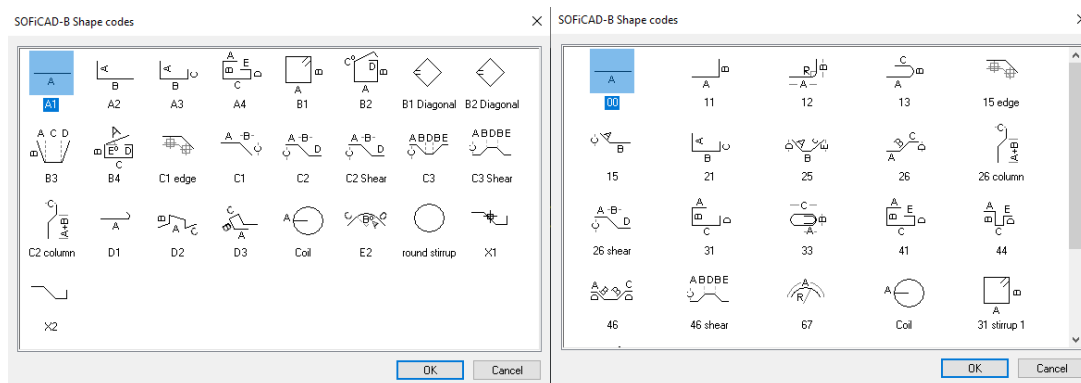 SOFiCAD-B Shape codes
A
A1
A B
A2
A B C
A3
A B E D C
A4
B A
B1
C° D B A
B2
B1 Diagonal
B2 Diagonal
A C D B
B3
A B E° D C
B4
C1 edge
A -B- C
C1
A -B- C D
C2
A -B- C D
C2 Shear
ABDBE C
C3
ABDBE
C3 Shear
-C- A+B
C2 column
A
D1
B A C
D2
C B A
D3
A
Coil
C B° D
E2
round stirrup
X1
X2
OK
Cancel
SOFiCAD-B Shape codes
A
00
B A
11
R B -A-
12
C A
13
15 edge
C A B
15
A B C
21
D A C E
25
A B C D
26
-C- A+B
26 column
A -B- C D
26 shear
A B D C
31
-C- B -A-
33
A B E D C
41
A E B D C
44
A B B C D D
46
ABDBE C
46 shear
A R
67
A
Coil
B A
31 stirrup 1
OK
Cancel